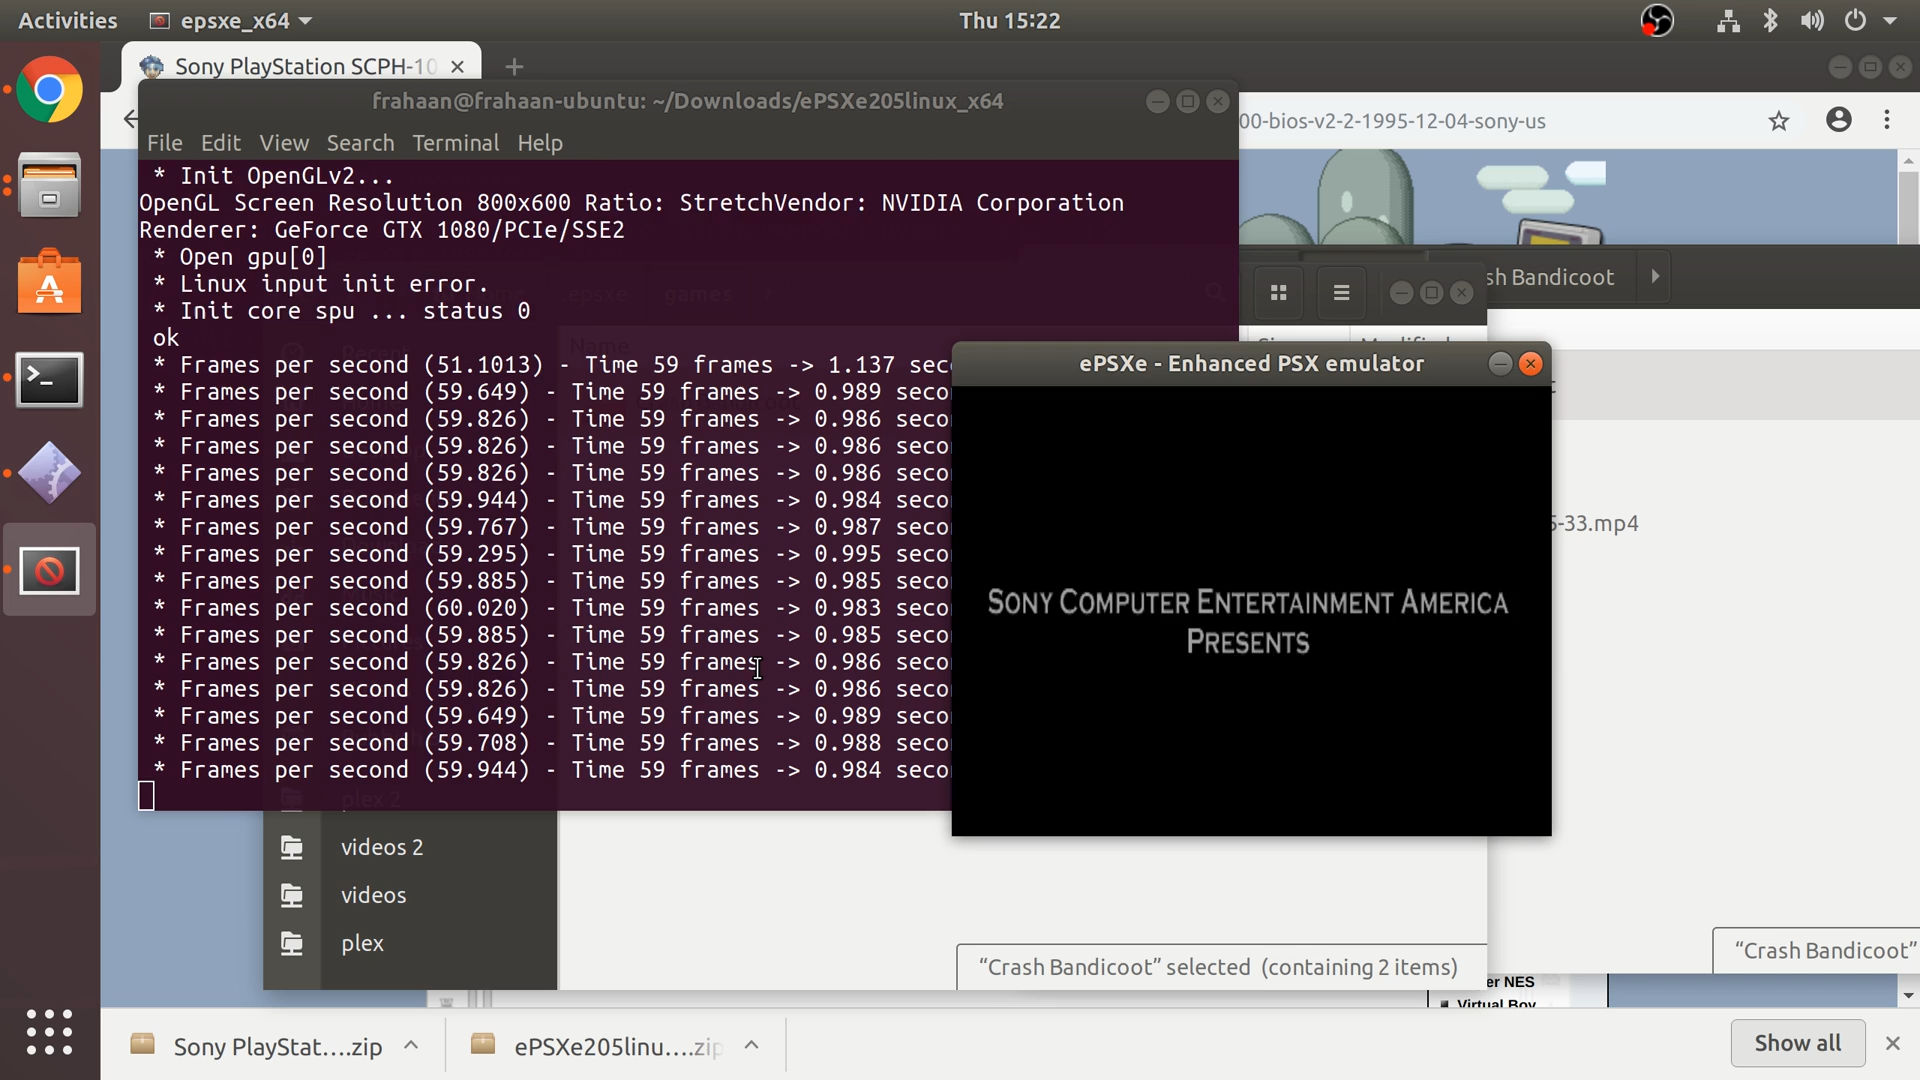 Activities
epsxe_x64
Thu 15:22
Sony PlayStation SCPH-10
frahaan@frahaan-ubuntu: ~/Downloads/ePSXe205linux_x64
00-bios-v2-2-1995-12-04-sony-us
File Edit View Search Terminal Help
* Init OpenGLv2...
OpenGL Screen Resolution 800x600 Ratio: StretchVendor: NVIDIA Corporation
Renderer: GeForce GTX 1080/PCIe/SSE2
* Open gpu[0]
* Linux input init error.
* Init core spu ... status 0
ok
* Frames per second (51.1013) - Time 59 frames -> 1.137 sec
* Frames per second (59.649) - Time 59 frames -> 0.989 seco
* Frames per second (59.826) - Time 59 frames -> 0.986 seco
* Frames per second (59.826) - Time 59 frames -> 0.986 seco
* Frames per second (59.826) - Time 59 frames -> 0.986 seco
* Frames per second (59.944) - Time 59 frames -> 0.984 seco
* Frames per second (59.767) - Time 59 frames -> 0.987 seco
* Frames per second (59.295) - Time 59 frames -> 0.995 seco
* Frames per second (59.885) - Time 59 frames -> 0.985 seco
* Frames per second (60.020) - Time 59 frames -> 0.983 seco
* Frames per second (59.885) - Time 59 frames -> 0.985 seco
* Frames per second (59.826) - Time 59 frames -> 0.986 seco
* Frames per second (59.826) - Time 59 frames -> 0.986 seco
* Frames per second (59.649) - Time 59 frames -> 0.989 seco
* Frames per second (59.708) - Time 59 frames -> 0.988 seco
* Frames per second (59.944) - Time 59 frames -> 0.984 seco
games
Name
sh Bandicoot
ePSXe - Enhanced PSX emulator
SONY COMPUTER ENTERTAINMENT AMERICA
PRESENTS
5-33.mp4
plex 2
videos 2
videos
plex
"Crash Bandicoot" selected (containing 2 items)
"Crash Bandicoot"
er NES
Virtual Boy
Sony PlayStat....zip
ePSXe205linu....zip
Show all